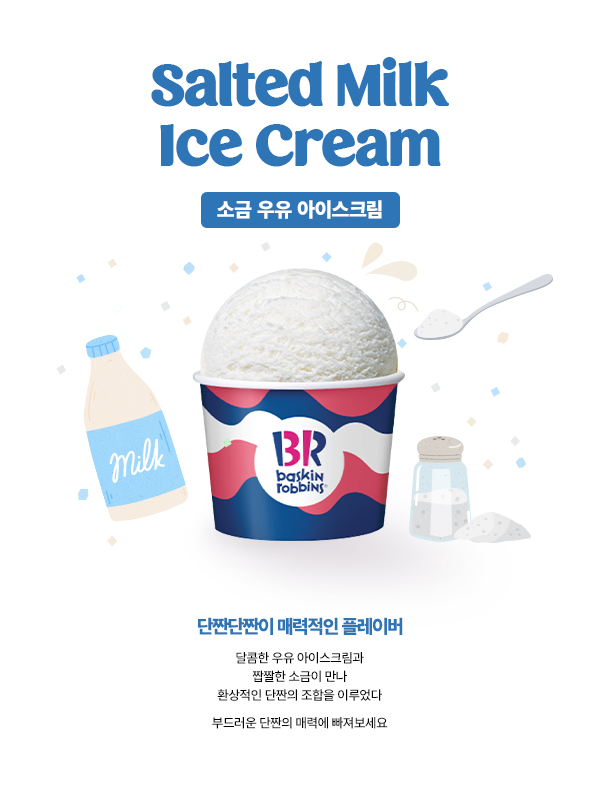 Salted Milk
Ice Cream
소금 우유 아이스크림
Milk
BR
baskin
robbins®
단짠단짠이 매력적인 플레이버
달콤한 우유 아이스크림과
짭짤한 소금이 만나
환상적인 단짠의 조합을 이루었다
부드러운 단짠의 매력에 빠져보세요